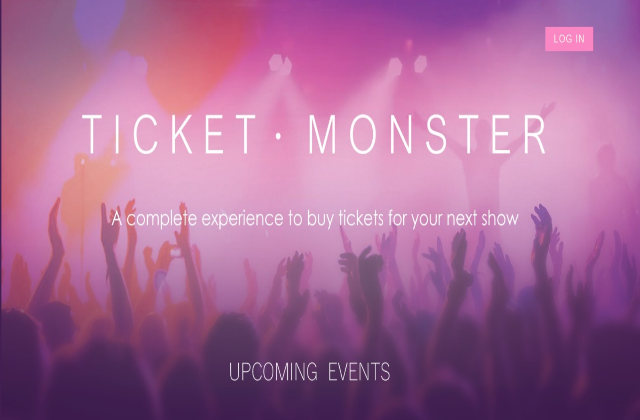 LOG IN
TICKET · MONSTER
A complete experience to buy tickets for your next show
UPCOMING EVENTS